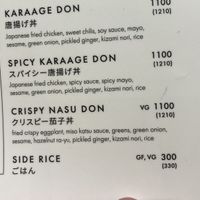 KARAAGE DON 1100
唐揚げ丼 (1210)
Japanese fried chicken, sweet chills, soy sauce, mayo,
sesame, green onion, pickled ginger, kizami nori, rice
SPICY KARAAGE DON 1100
スパイシー唐揚げ丼 (1210)
Japanese fried chicken, spicy sauce, spicy mayo,
sesame, green onion, pickled ginger, kizami nori, rice
CRISPY NASU DON VG 1100
クリスピー茄子丼 (1210)
fried crispy eggplant, miso katsu sauce, greens, green onion,
sesame, hazelnut ra-yu, pickled ginger, kizami nori, rice
SIDE RICE GF, VG 300
ごはん (330)